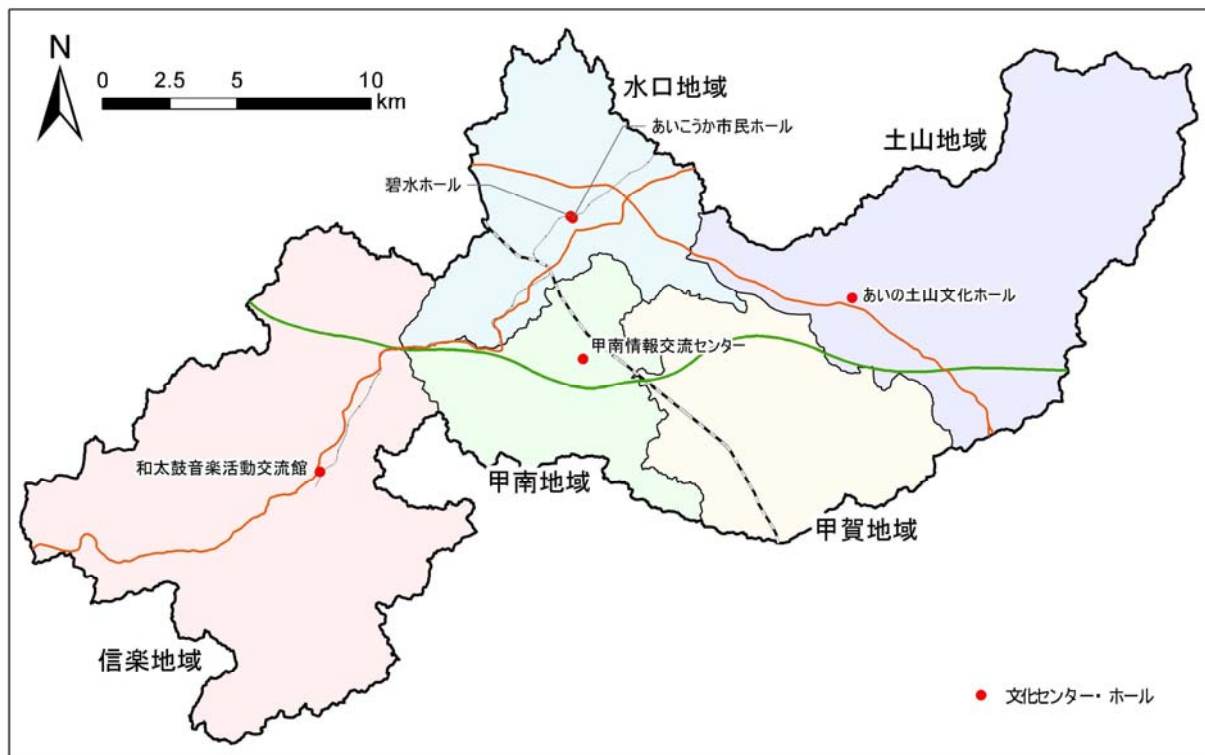 N
0 2.5 5 10
km
水口地域
あいこうか市民ホール
土山地域
碧水ホール
あいの土山文化ホール
甲南情報交流センター
和太鼓音楽活動交流館
甲南地域
甲賀地域
信楽地域
文化センター・ホール